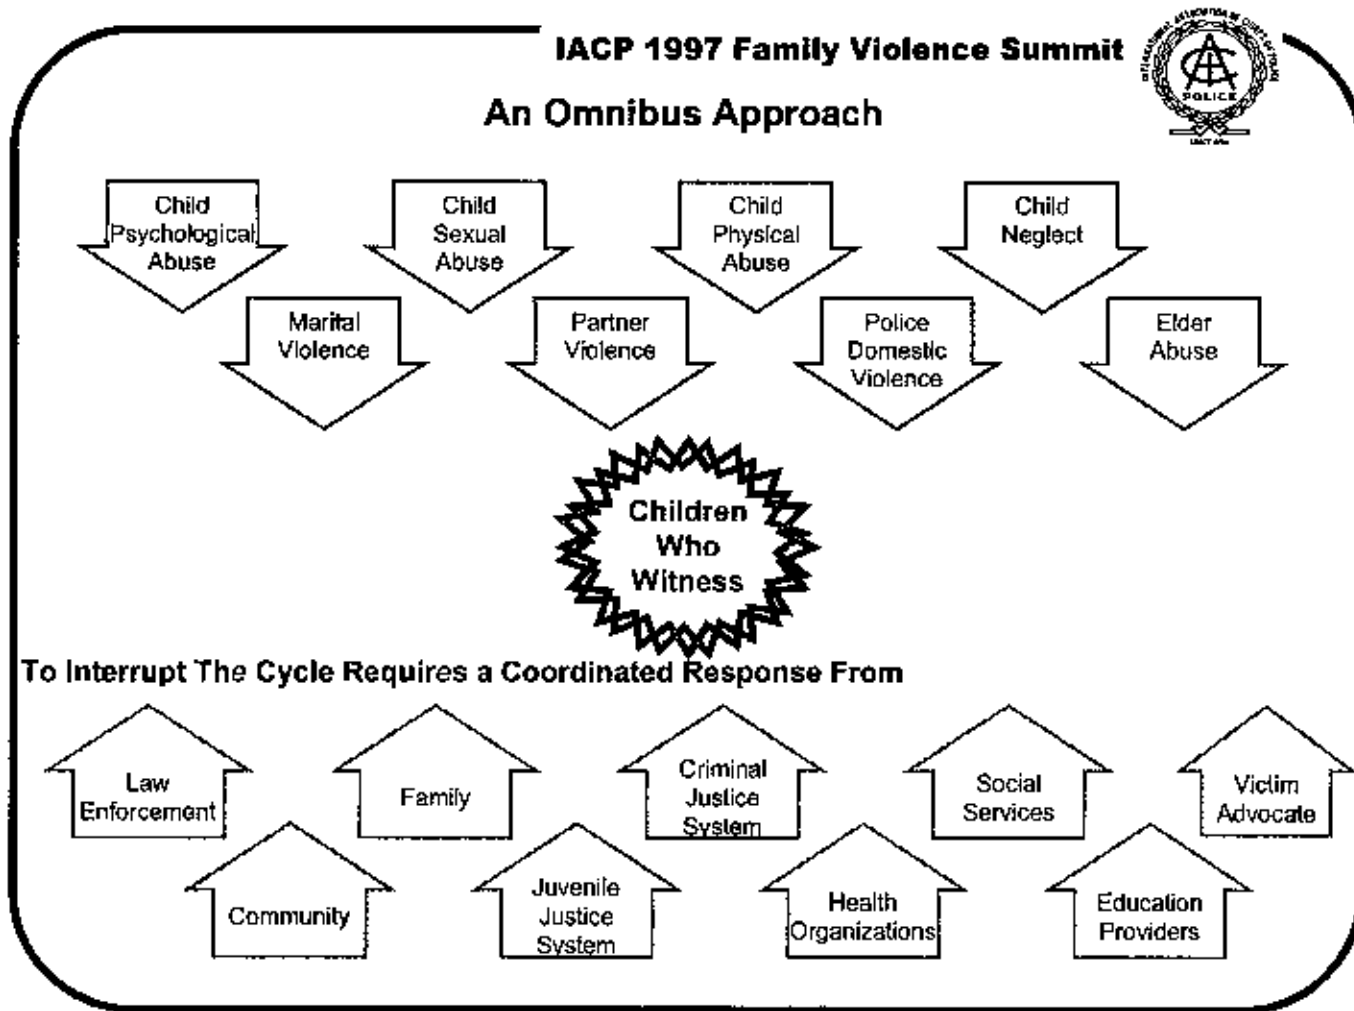 IACP 1997 Family Violence Summit
An Omnibus Approach
POLICE
Child
Psychological
Abuse
Child
Sexual
Abuse
Child
Physical
Abuse
Child
Neglect
Marital
Violence
Partner
Violence
Police
Domestic
Violence
Elder
Abuse
Children
Who
Witness
To Interrupt The Cycle Requires a Coordinated Response From
Law
Enforcement
Family
Criminal
Justice
System
Social
Services
Victim
Advocate
Community
Juvenile
Justice
System
Health
Organizations
Education
Providers